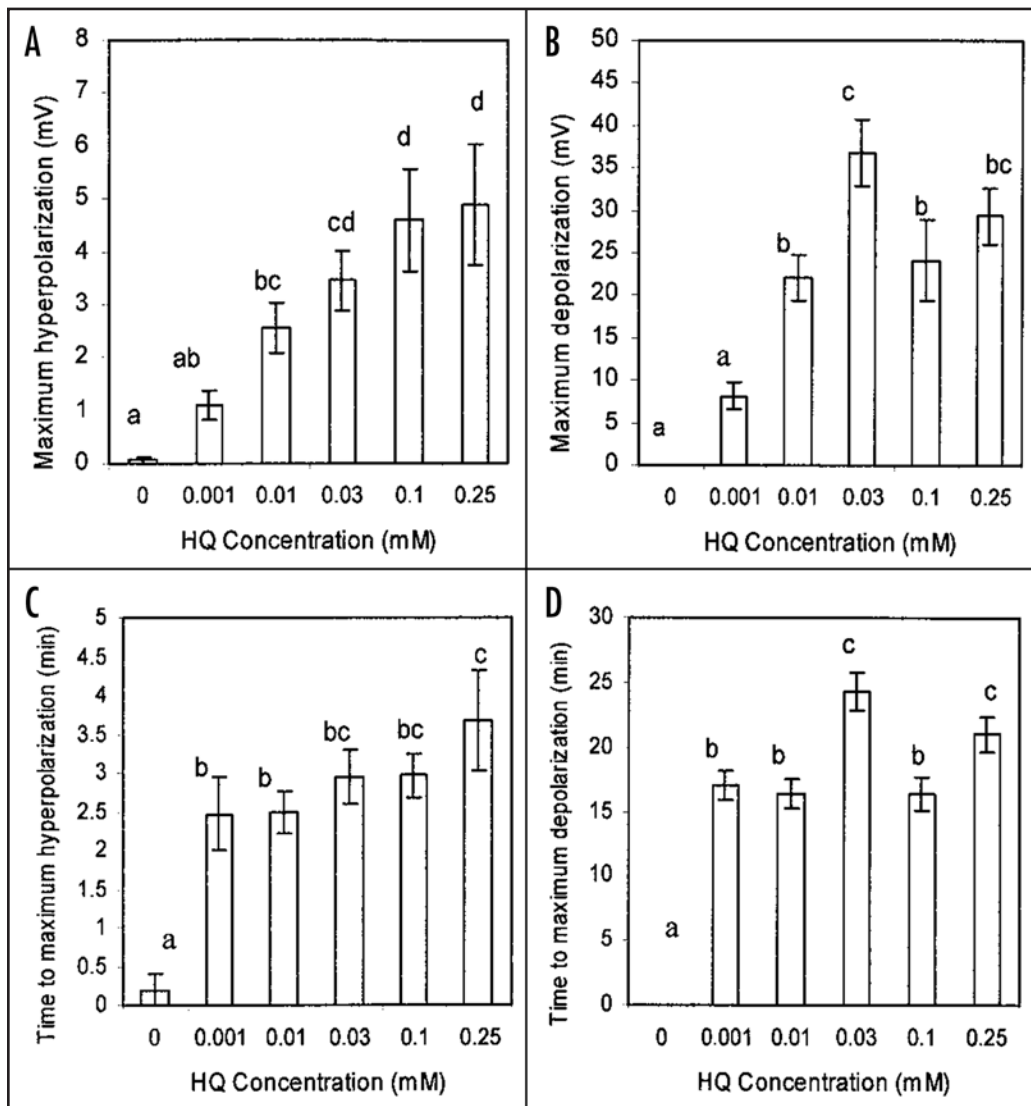 A
Maximum hyperpolarization (mV)
8
7
6
5
4
3
2
1
0
a
ab
bc
cd
d
d
0 0.001 0.01 0.03 0.1 0.25
HQ Concentration (mM)
B
Maximum depolarization (mV)
50
45
40
35
30
25
20
15
10
5
0
a
a
b
c
b
bc
0 0.001 0.01 0.03 0.1 0.25
HQ Concentration (mM)
C
Time to maximum hyperpolarization (min)
5
4.5
4
3.5
3
2.5
2
1.5
1
0.5
0
a
b
b
bc
bc
c
0 0.001 0.01 0.03 0.1 0.25
HQ Concentration (mM)
D
Time to maximum depolarization (min)
30
25
20
15
10
5
0
a
b
b
c
b
c
0 0.001 0.01 0.03 0.1 0.25
HQ Concentration (mM)